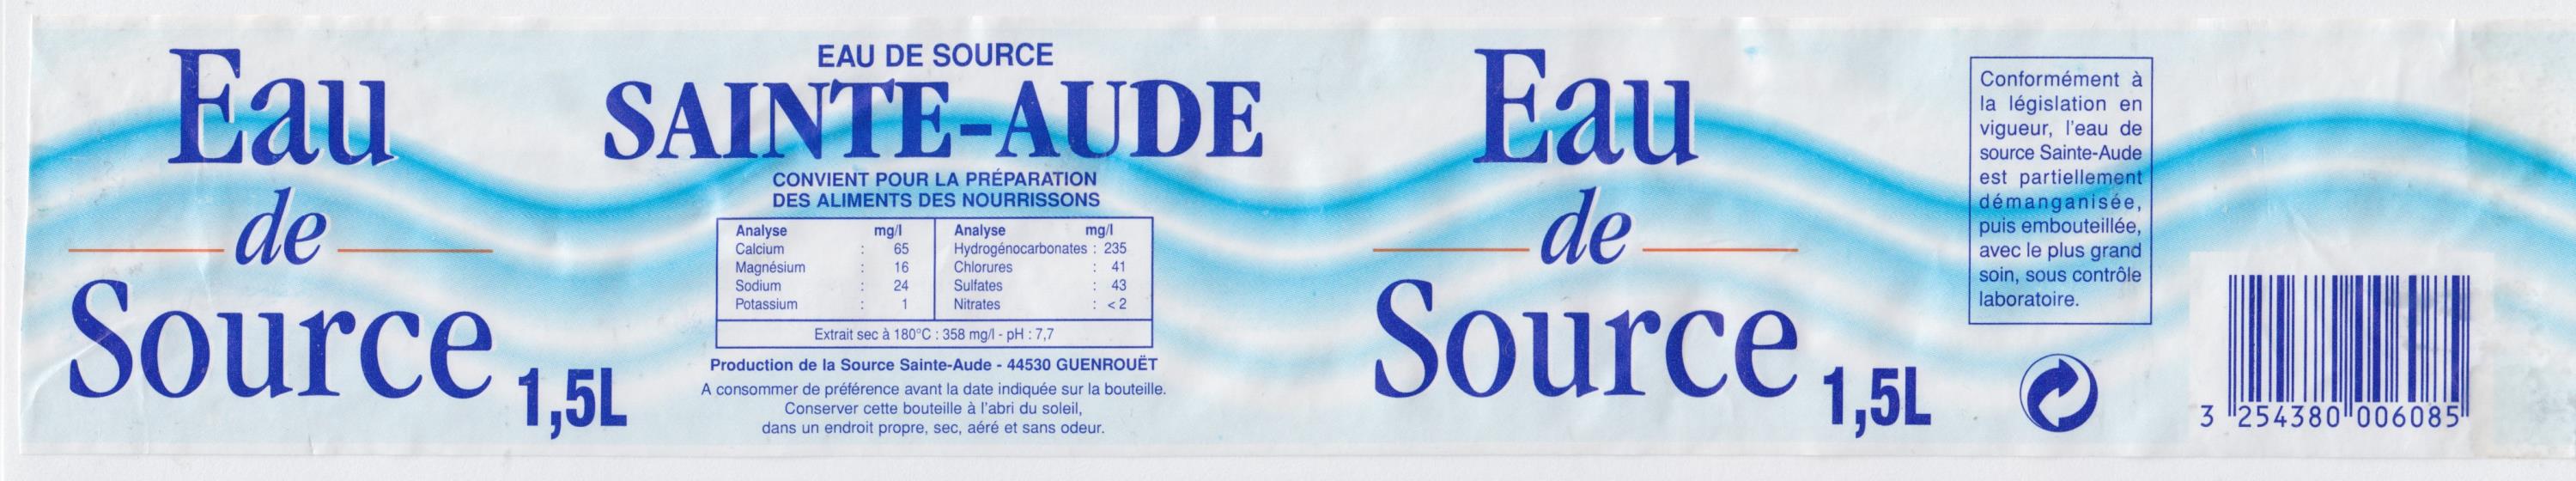 Eau
de
Source
1,5L
EAU DE SOURCE
SAINTE-AUDE
CONVIENT POUR LA PRÉPARATION
DES ALIMENTS DES NOURRISSONS
Analyse mg/l Analyse mg/l
Calcium : 65 Hydrogénocarbonates : 235
Magnésium : 16 Chlorures : 41
Sodium : 24 Sulfates : 43
Potassium : 1 Nitrates : < 2
Extrait sec à 180°C : 358 mg/l - pH : 7,7
Production de la Source Sainte-Aude - 44530 GUENROUËT
A consommer de préférence avant la date indiquée sur la bouteille.
Conserver cette bouteille à l'abri du soleil,
dans un endroit propre, sec, aéré et sans odeur.
Eau
de
Source
1,5L
Conformément à
la législation en
vigueur, l'eau de
source Sainte-Aude
est partiellement
démanganisée,
puis embouteillée,
avec le plus grand
soin, sous contrôle
laboratoire.
3 254380 006085